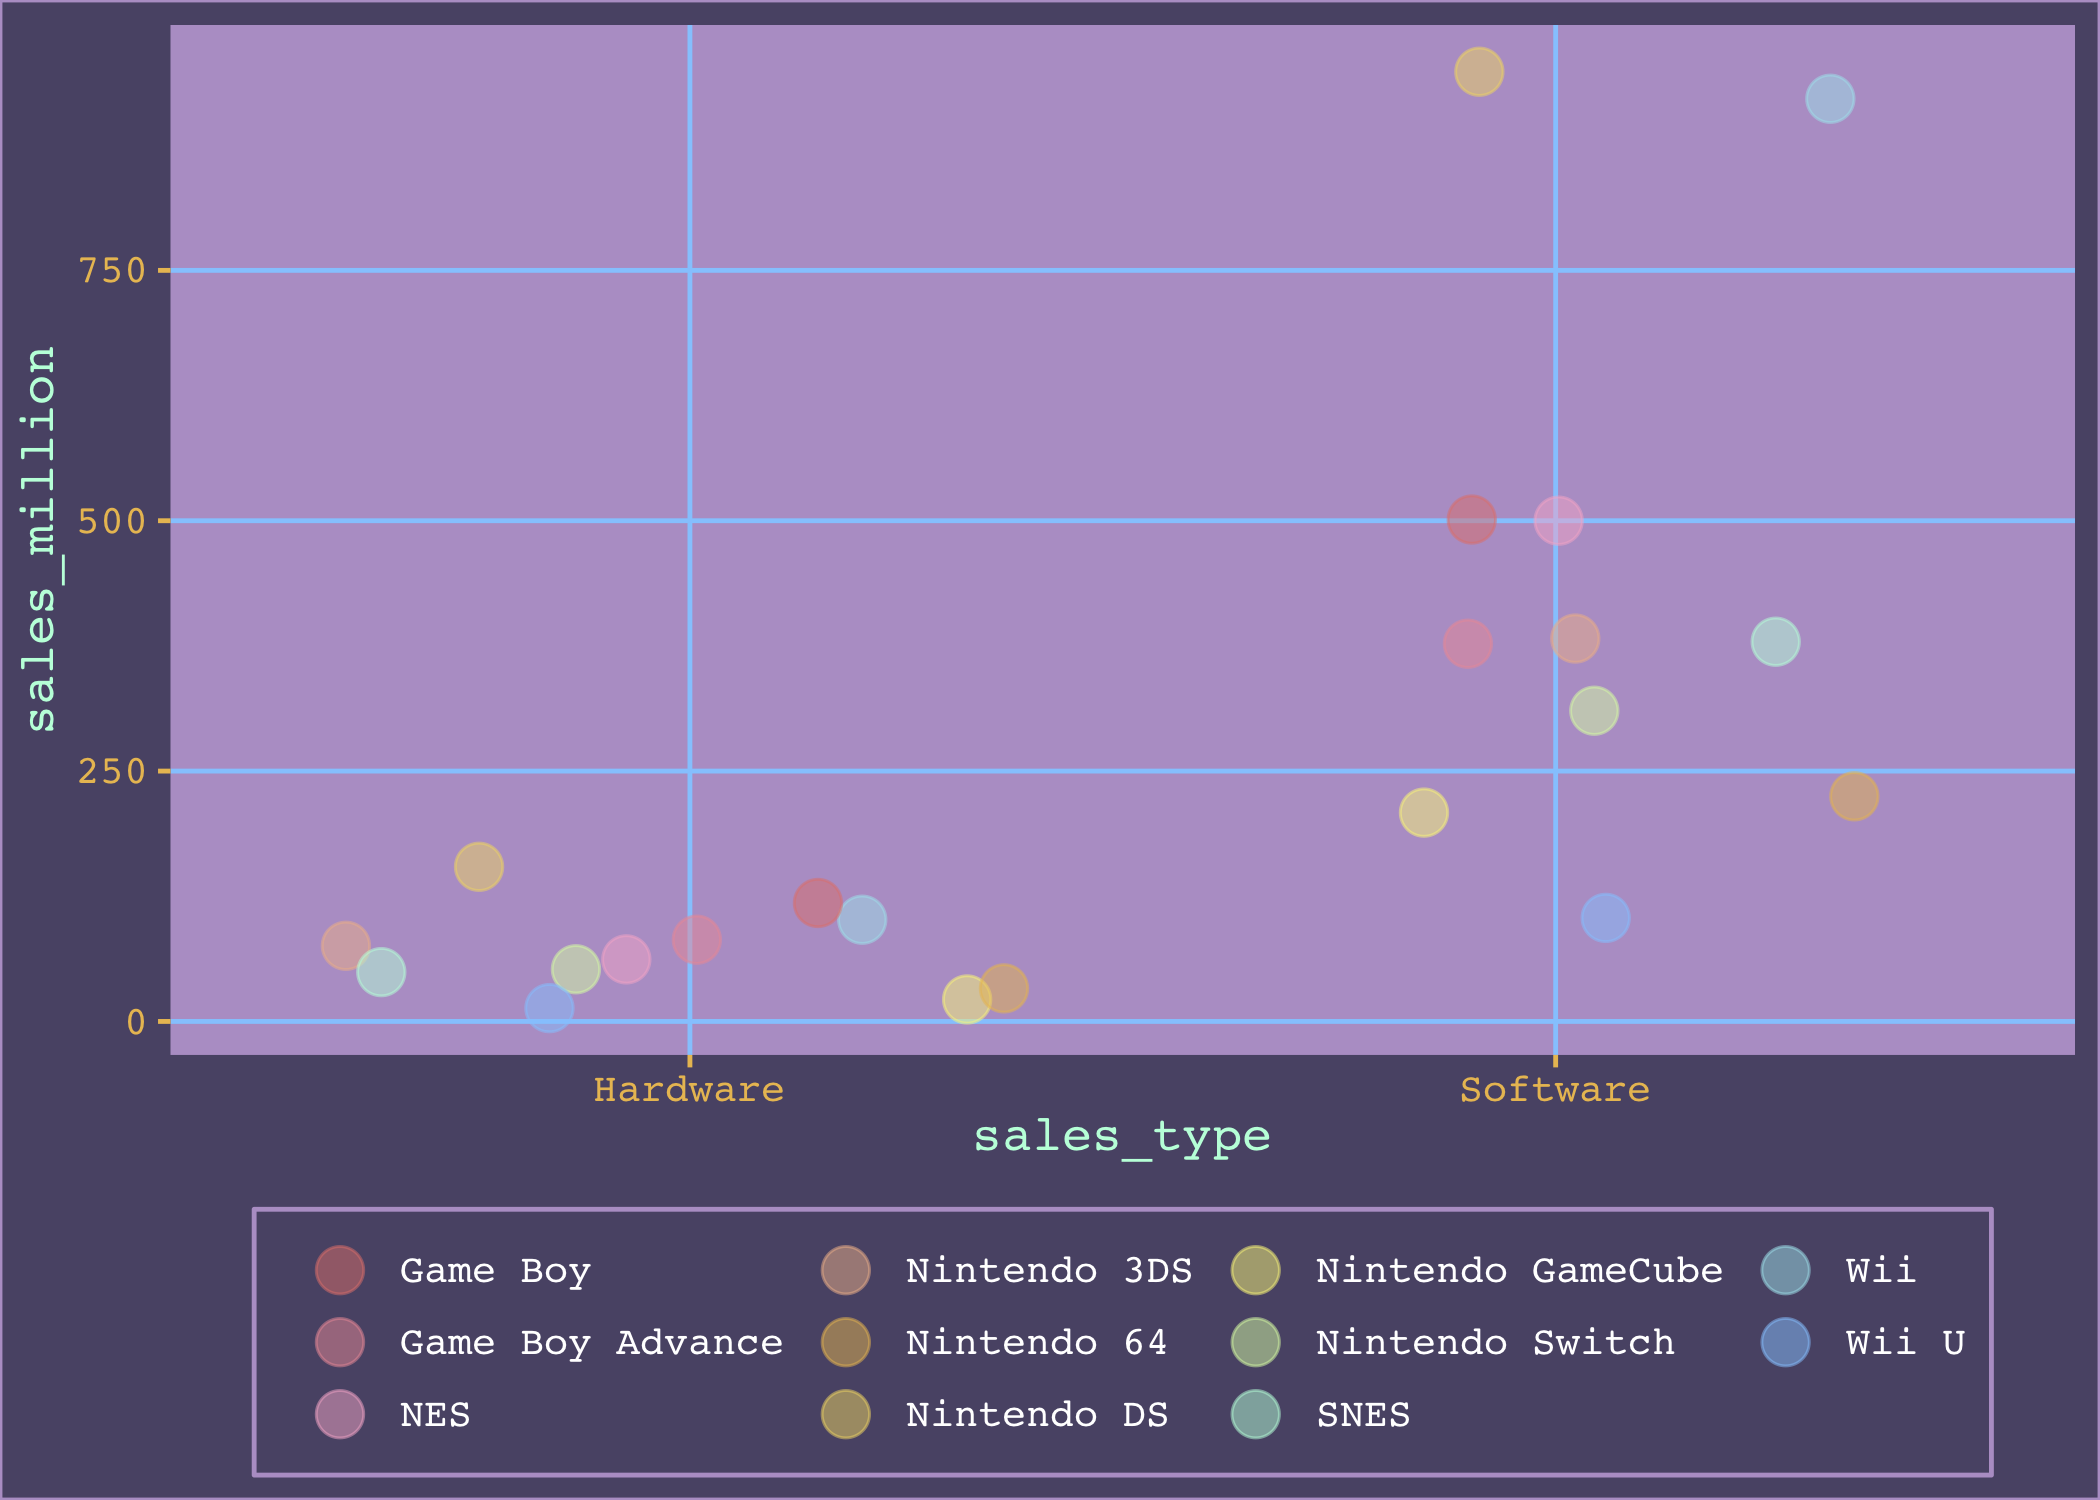 sales_million
750
500
250
0
Hardware
Software
sales_type
Game Boy
Nintendo 3DS
Nintendo GameCube
Wii
Game Boy Advance
Nintendo 64
Nintendo Switch
Wii U
NES
Nintendo DS
SNES